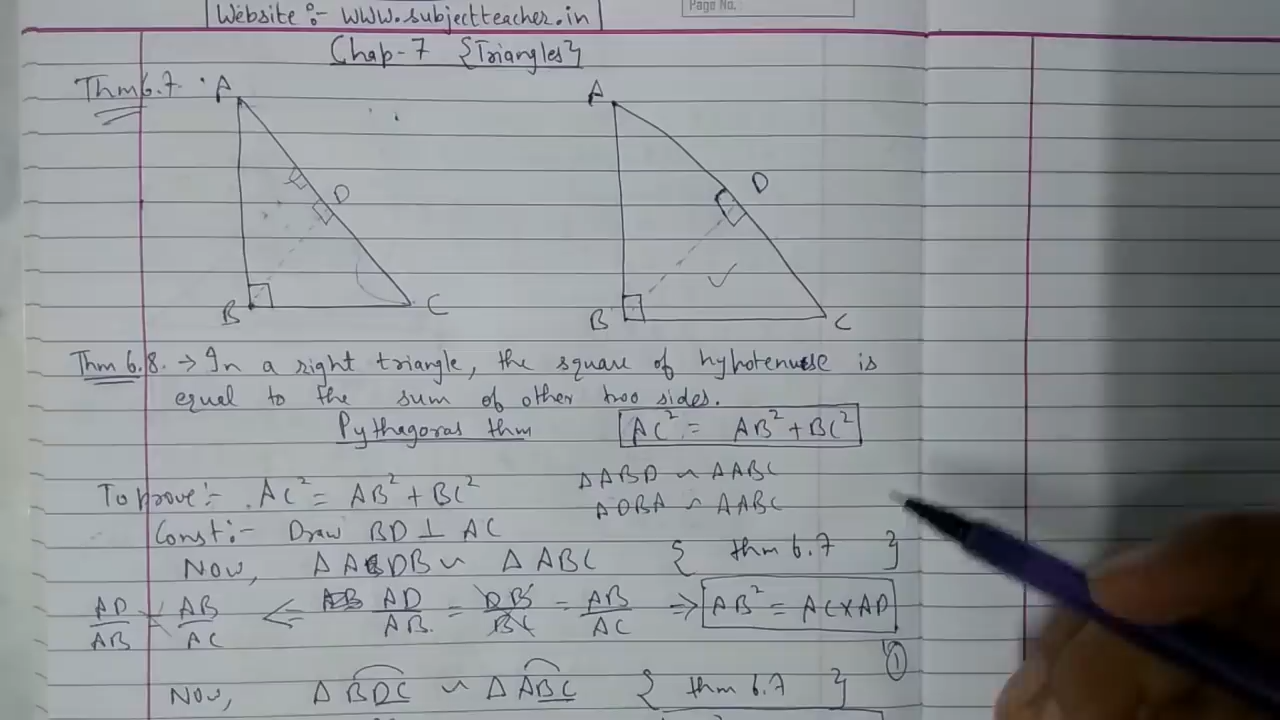 Website :- www.subjectteacher.in
Page No.
Chap-7 {Triangles}
Thm 6.7
A
D
B
C
A
D
B
C
Thm 6.8. → In a right triangle, the square of hyhotenuse is
equal to the sum of other two sides.
Pythagoras thm
AC² = AB² + BC²
ΔABD ~ ΔABC
To prove:- AC² = AB² + BC²
ΔDBA ~ ΔABC
Const:- Draw BD ⊥ AC
Now, ΔADB ~ ΔABC { thm 6.7 }
AD/AB = AB/AC <= AD/AB = DB/BC = AB/AC => AB² = AC×AD
①
Now, ΔBDC ~ ΔABC { thm 6.7 }